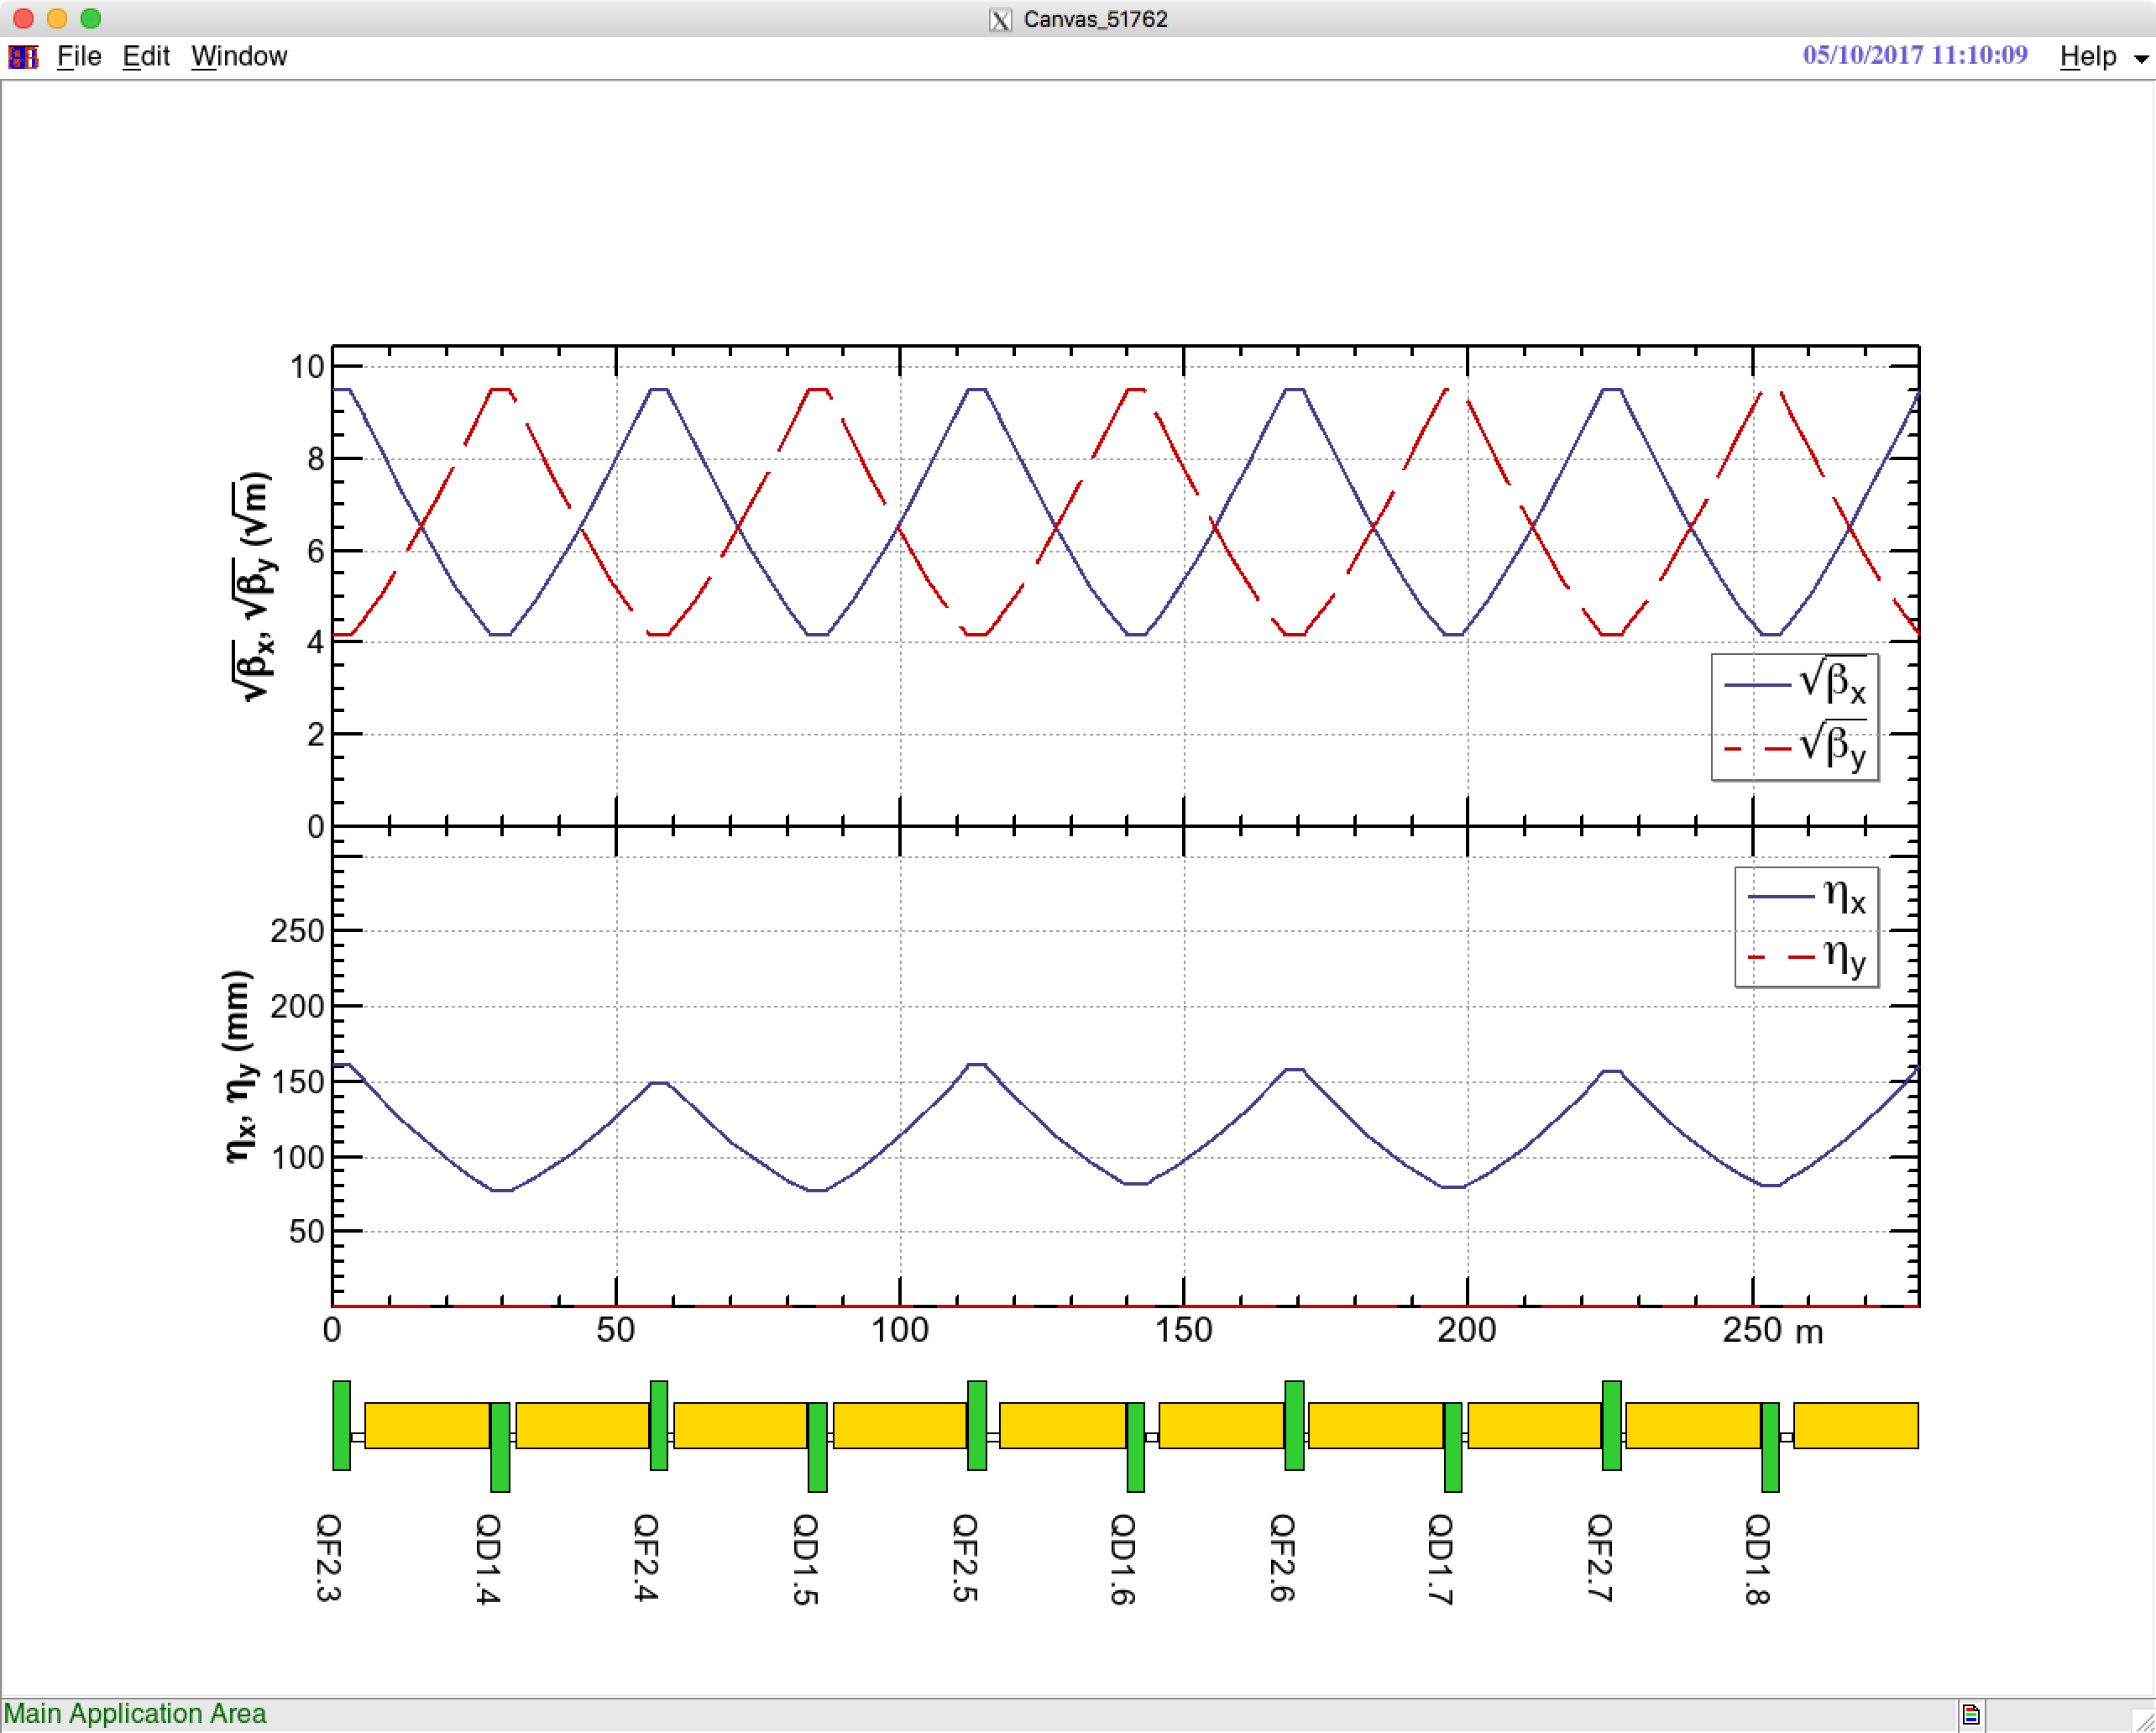 Canvas_51762
File Edit Window 05/10/2017 11:10:09 Help
10
8
6
4
2
0
√βx, √βy (√m)
√βx
√βy
250
200
150
100
50
ηx, ηy (mm)
ηx
ηy
0 50 100 150 200 250 m
QF2.3 QD1.4 QF2.4 QD1.5 QF2.5 QD1.6 QF2.6 QD1.7 QF2.7 QD1.8
Main Application Area